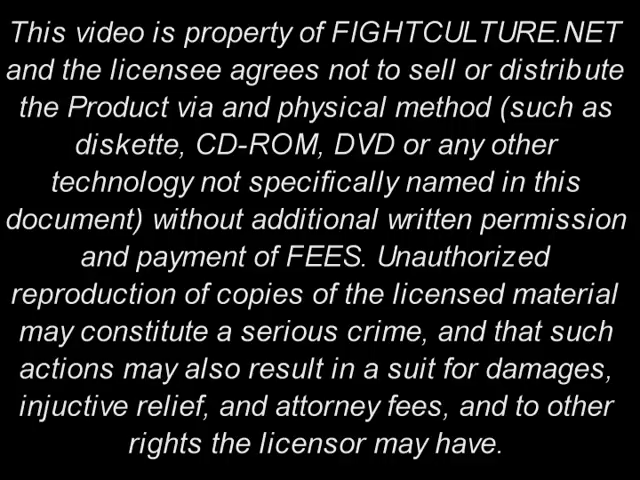 This video is property of FIGHTCULTURE.NET
and the licensee agrees not to sell or distribute
the Product via and physical method (such as
diskette, CD-ROM, DVD or any other
technology not specifically named in this
document) without additional written permission
and payment of FEES. Unauthorized
reproduction of copies of the licensed material
may constitute a serious crime, and that such
actions may also result in a suit for damages,
injuctive relief, and attorney fees, and to other
rights the licensor may have.